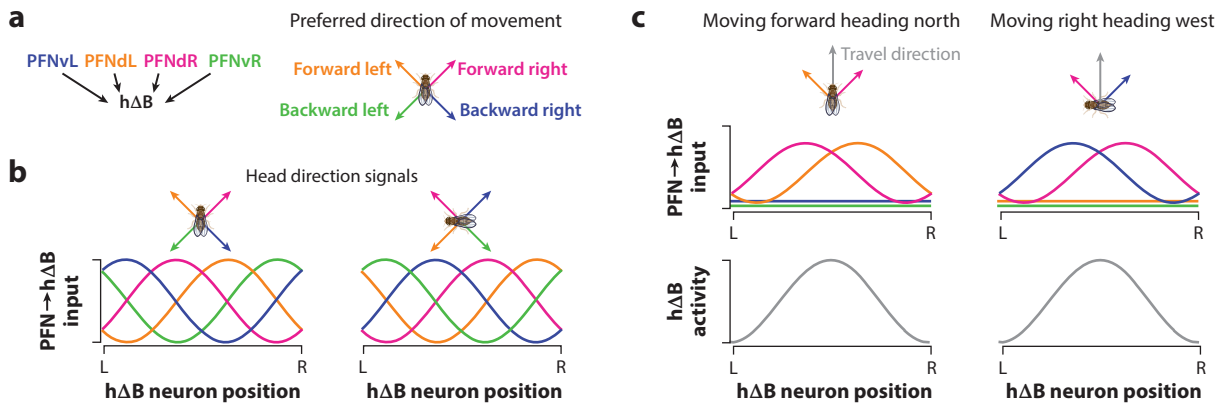 a
PFNvL PFNdL PFNdR PFNvR
hΔB
Preferred direction of movement
Forward left
Forward right
Backward left
Backward right
b
Head direction signals
PFN→hΔB
input
L
R
hΔB neuron position
L
R
hΔB neuron position
c
Moving forward heading north
Moving right heading west
Travel direction
PFN→hΔB
input
L
R
L
R
hΔB
activity
L
R
hΔB neuron position
L
R
hΔB neuron position